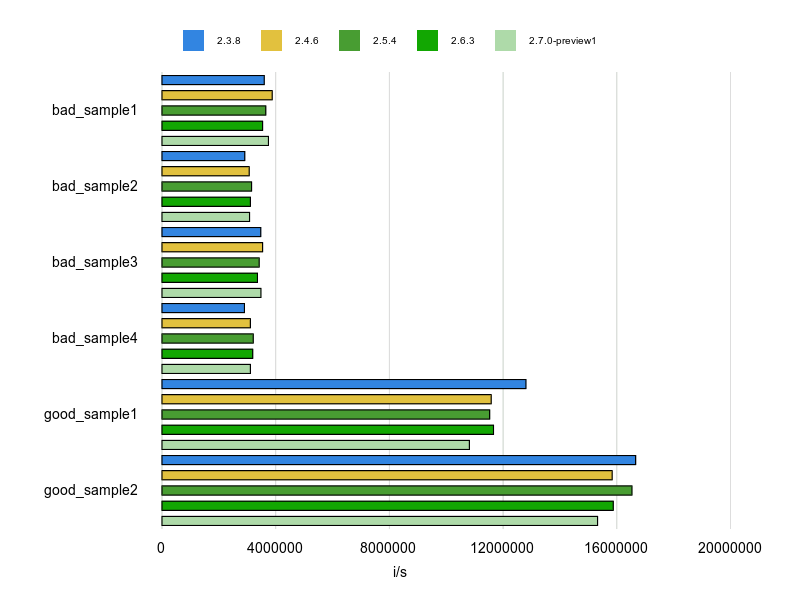 2.3.8 2.4.6 2.5.4 2.6.3 2.7.0-preview1
bad_sample1
bad_sample2
bad_sample3
bad_sample4
good_sample1
good_sample2
0 4000000 8000000 12000000 16000000 20000000
i/s